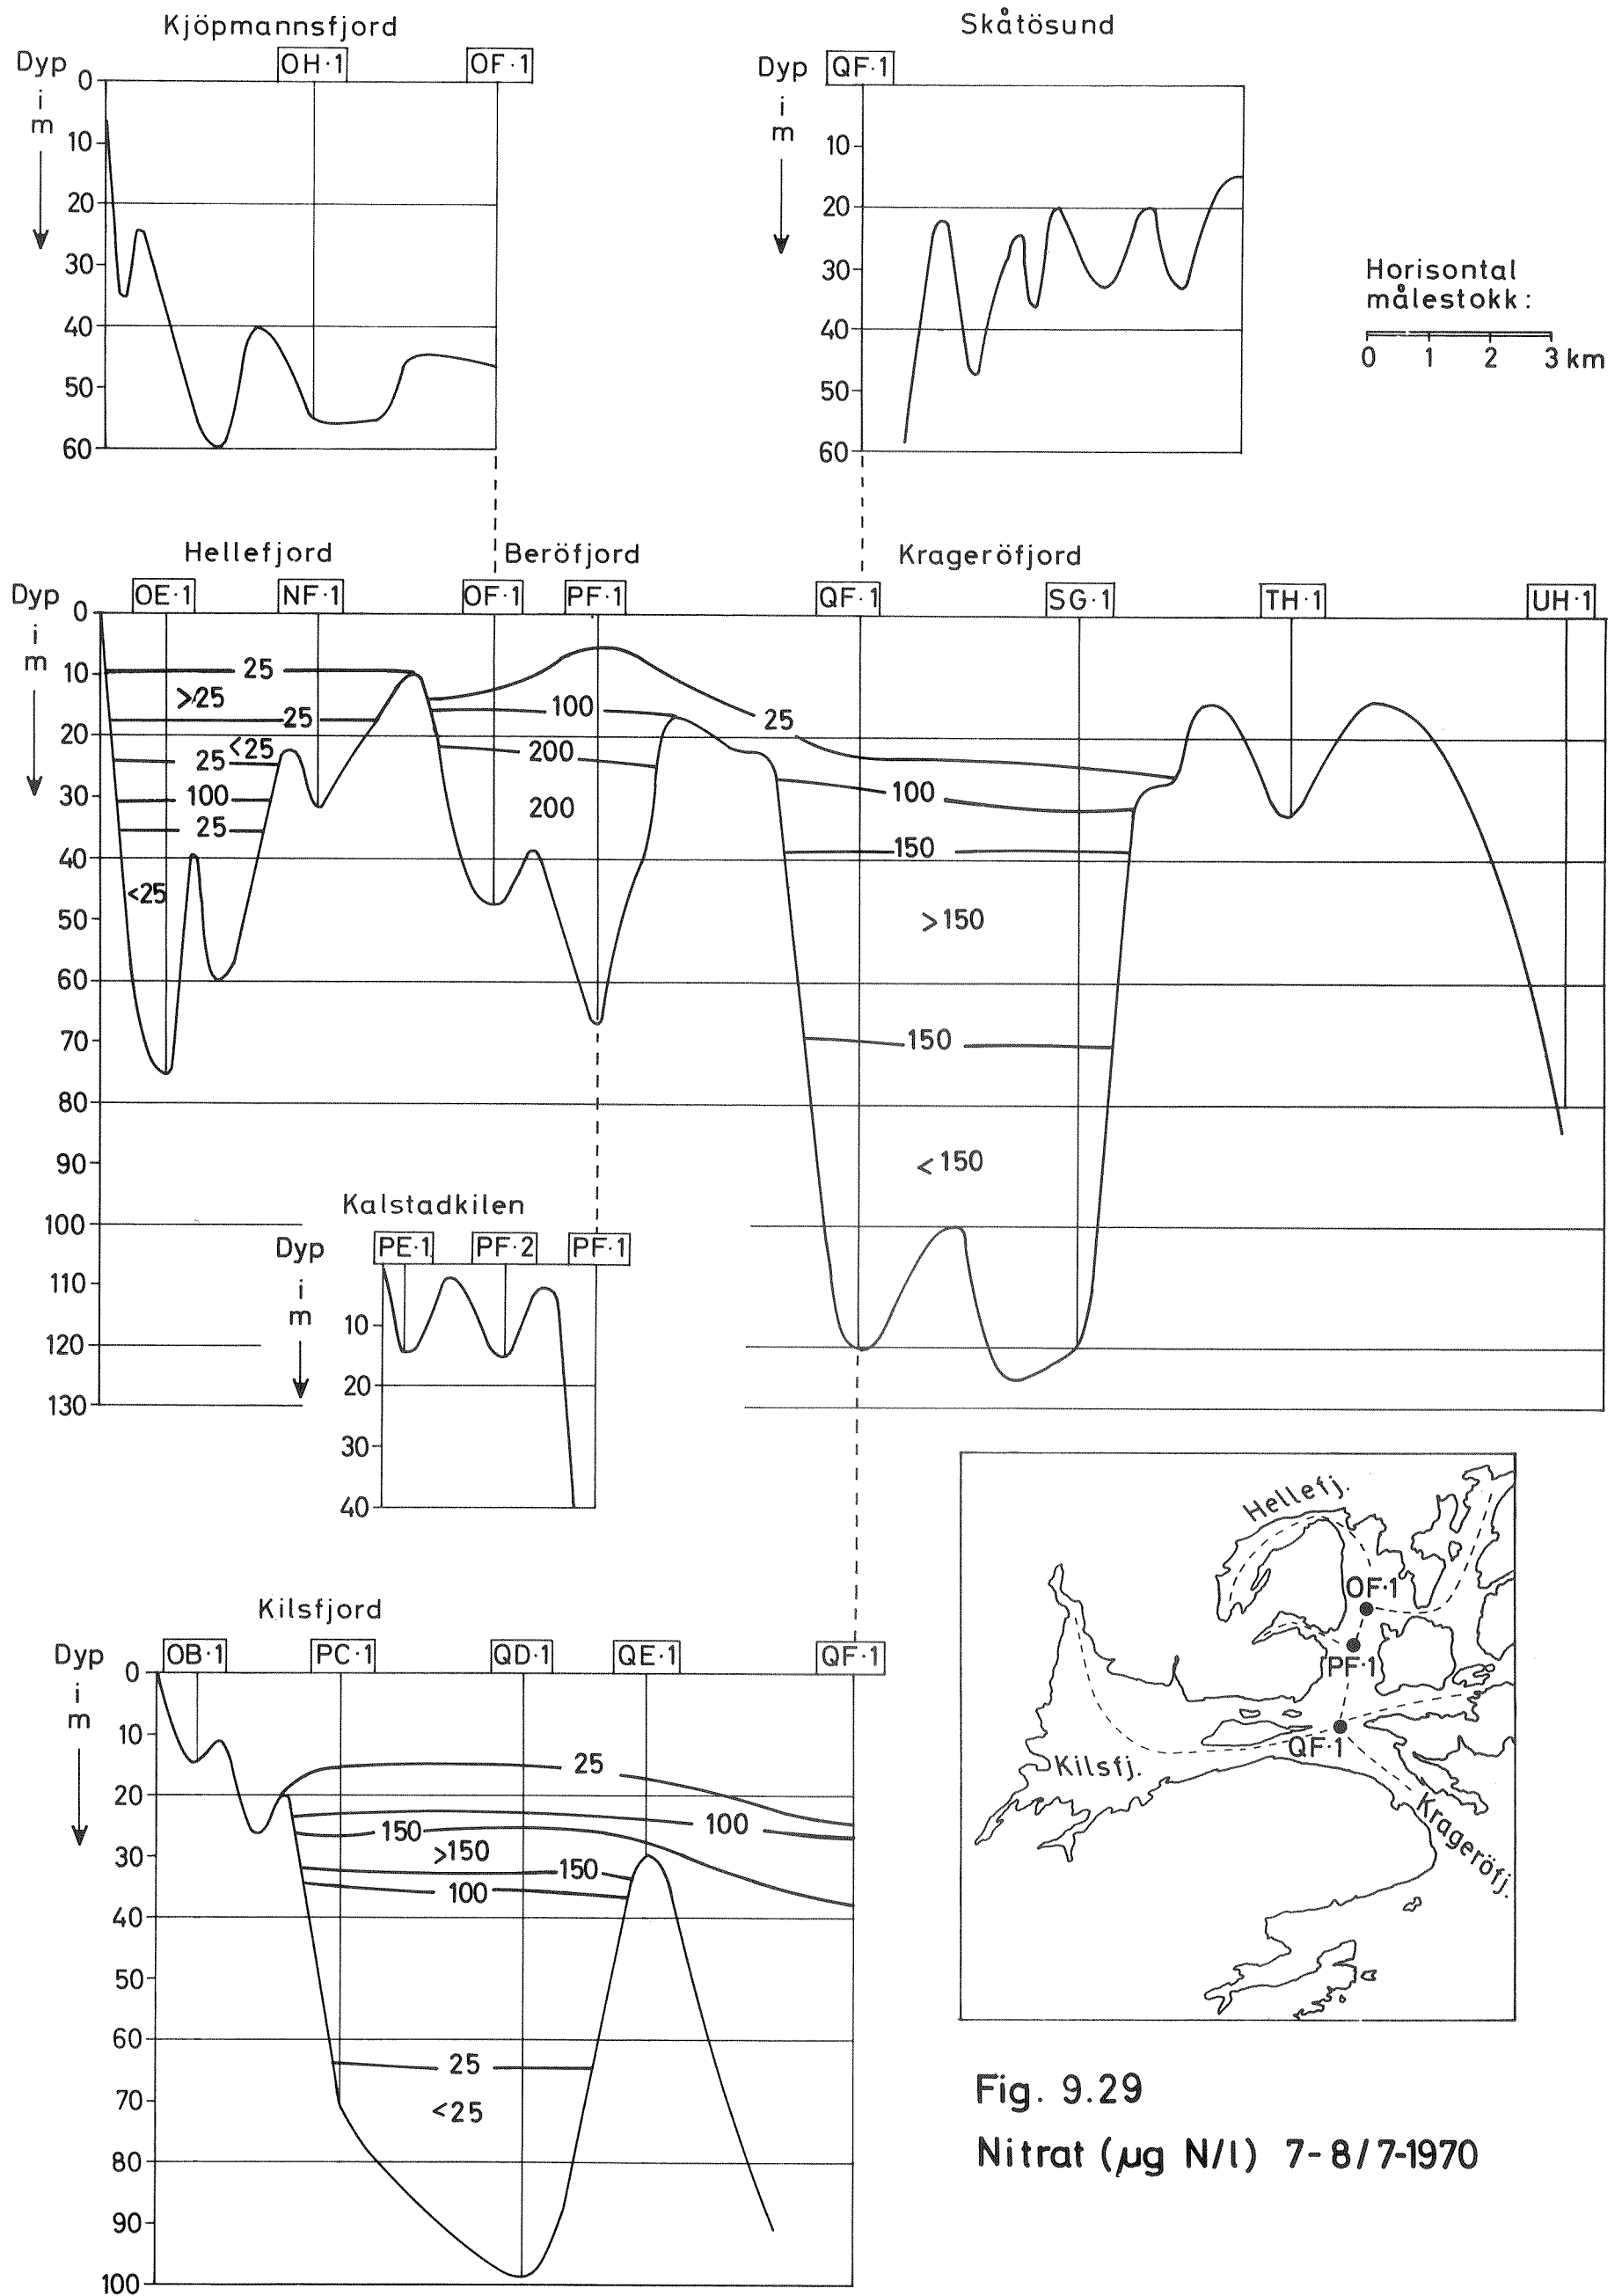 Kjöpmannsfjord
Dyp
i
m
OH·1
OF·1
0
10
20
30
40
50
60
Skåtösund
Dyp
i
m
QF·1
10
20
30
40
50
60
Horisontal
målestokk:
0 1 2 3 km
Hellefjord
Beröfjord
Krageröfjord
Dyp
i
m
OE·1
NF·1
OF·1
PF·1
QF·1
SG·1
TH·1
UH·1
0
10
20
30
40
50
60
70
80
90
100
110
120
130
25
>25
25
<25
25
100
25
<25
100
200
200
25
100
150
>150
150
<150
Kalstadkilen
Dyp
i
m
PE·1
PF·2
PF·1
10
20
30
40
Kilsfjord
Dyp
i
m
OB·1
PC·1
QD·1
QE·1
QF·1
0
10
20
30
40
50
60
70
80
90
100
25
100
150
>150
150
100
25
<25
Hellefj.
OF·1
PF·1
QF·1
Kilsfj.
Krageröfj.
Fig. 9.29
Nitrat (µg N/l) 7-8/7-1970